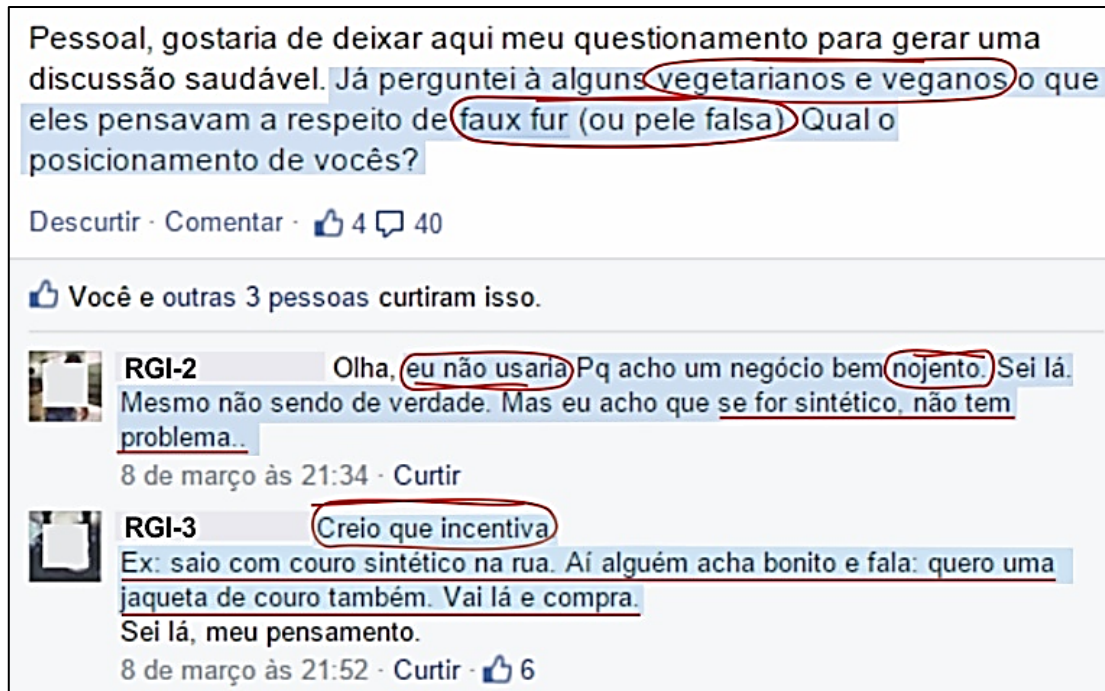 Pessoal, gostaria de deixar aqui meu questionamento para gerar uma
discussão saudável. Já perguntei à alguns vegetarianos e veganos o que
eles pensavam a respeito de faux fur (ou pele falsa) Qual o
posicionamento de vocês?
Descurtir · Comentar · 4 40
Você e outras 3 pessoas curtiram isso.
RGI-2 Olha, eu não usaria Pq acho um negócio bem nojento. Sei lá.
Mesmo não sendo de verdade. Mas eu acho que se for sintético, não tem
problema..
8 de março às 21:34 · Curtir
RGI-3 Creio que incentiva
Ex: saio com couro sintético na rua. Aí alguém acha bonito e fala: quero uma
jaqueta de couro também. Vai lá e compra.
Sei lá, meu pensamento.
8 de março às 21:52 · Curtir · 6